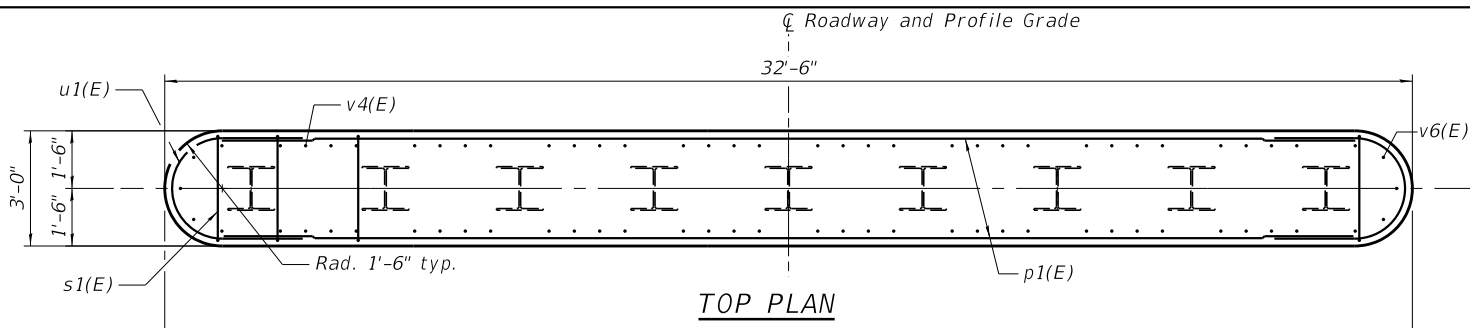 ℄ Roadway and Profile Grade
32'-6"
u1(E)
v4(E)
v6(E)
3'-0"
1'-6"
1'-6"
Rad. 1'-6" typ.
s1(E)
p1(E)
TOP PLAN